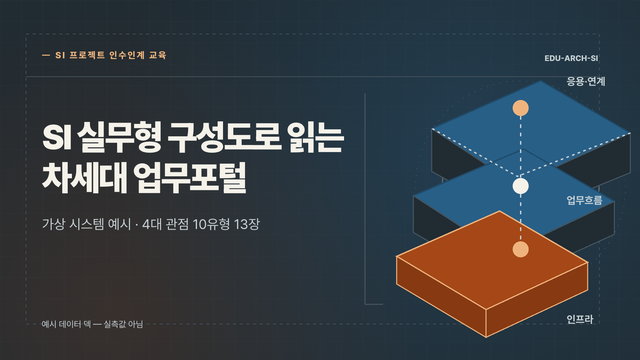 — SI 프로젝트 인수인계 교육
EDU-ARCH-SI
응용·연계
SI 실무형 구성도로 읽는
차세대 업무포털
업무흐름
가상 시스템 예시 · 4대 관점 10유형 13장
인프라
예시 데이터 덱 — 실측값 아님